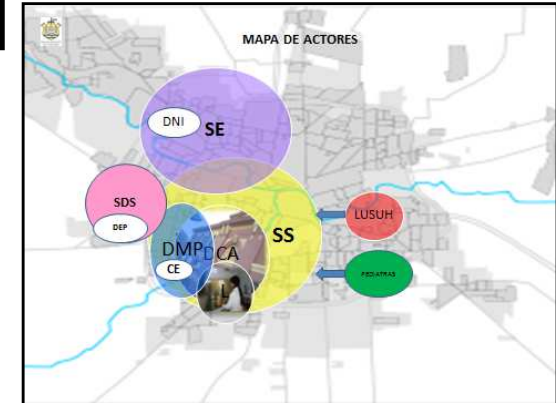 MAPA DE ACTORES
DNI
SE
SDS
DEP
LUSUH
SS
DMP
DCA
CE
PEDIATRAS